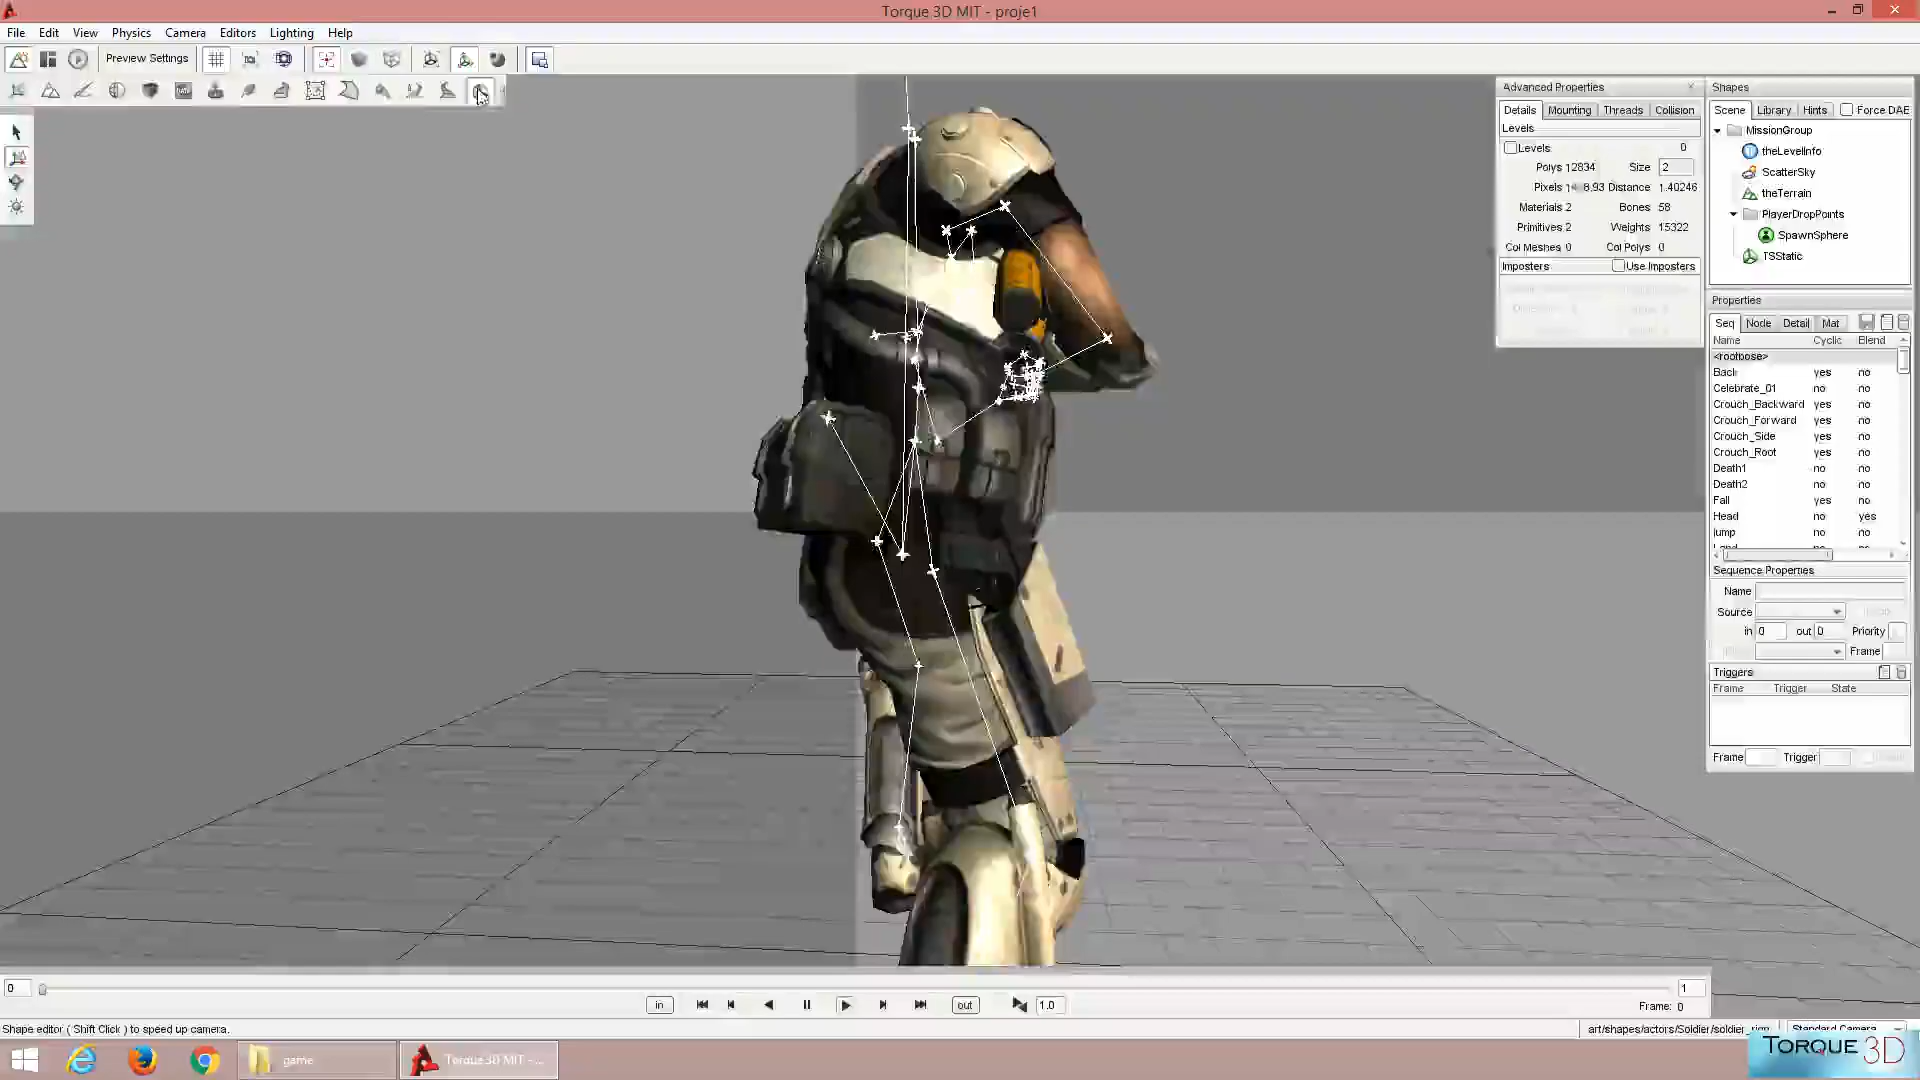 Torque 3D MIT - proje1
File Edit View Physics Camera Editors Lighting Help
Preview Settings
Advanced Properties
Details Mounting Threads Collision
Levels
Levels 0
Polys 12834 Size 2
Pixels Distance 1.40246
Materials 2 Bones 58
Primitives 2 Weights 15322
Col Meshes 0 Col Polys 0
Imposters Use Imposters
Shapes
Scene Library Hints Force DAE
MissionGroup
theLevelInfo
ScatterSky
theTerrain
PlayerDropPoints
SpawnSphere
TSStatic
Properties
Seq Node Detail Mat
Name Cyclic Blend
<rootpose>
Back yes no
Celebrate_01 no no
Crouch_Backward yes no
Crouch_Forward yes no
Crouch_Side yes no
Crouch_Root yes no
Death1 no no
Death2 no no
Fall yes no
Head no yes
jump no no
Sequence Properties
Name
Source
in 0 out 0 Priority
Frame
Triggers
Frame Trigger State
Frame Trigger
0
1
in out 1.0
Frame: 0
Shape editor ( Shift Click ) to speed up camera.
art/shapes/actors/Soldier/soldier_rigg Standard Camera
game
Torque 3D MIT - ...
TORQUE 3D